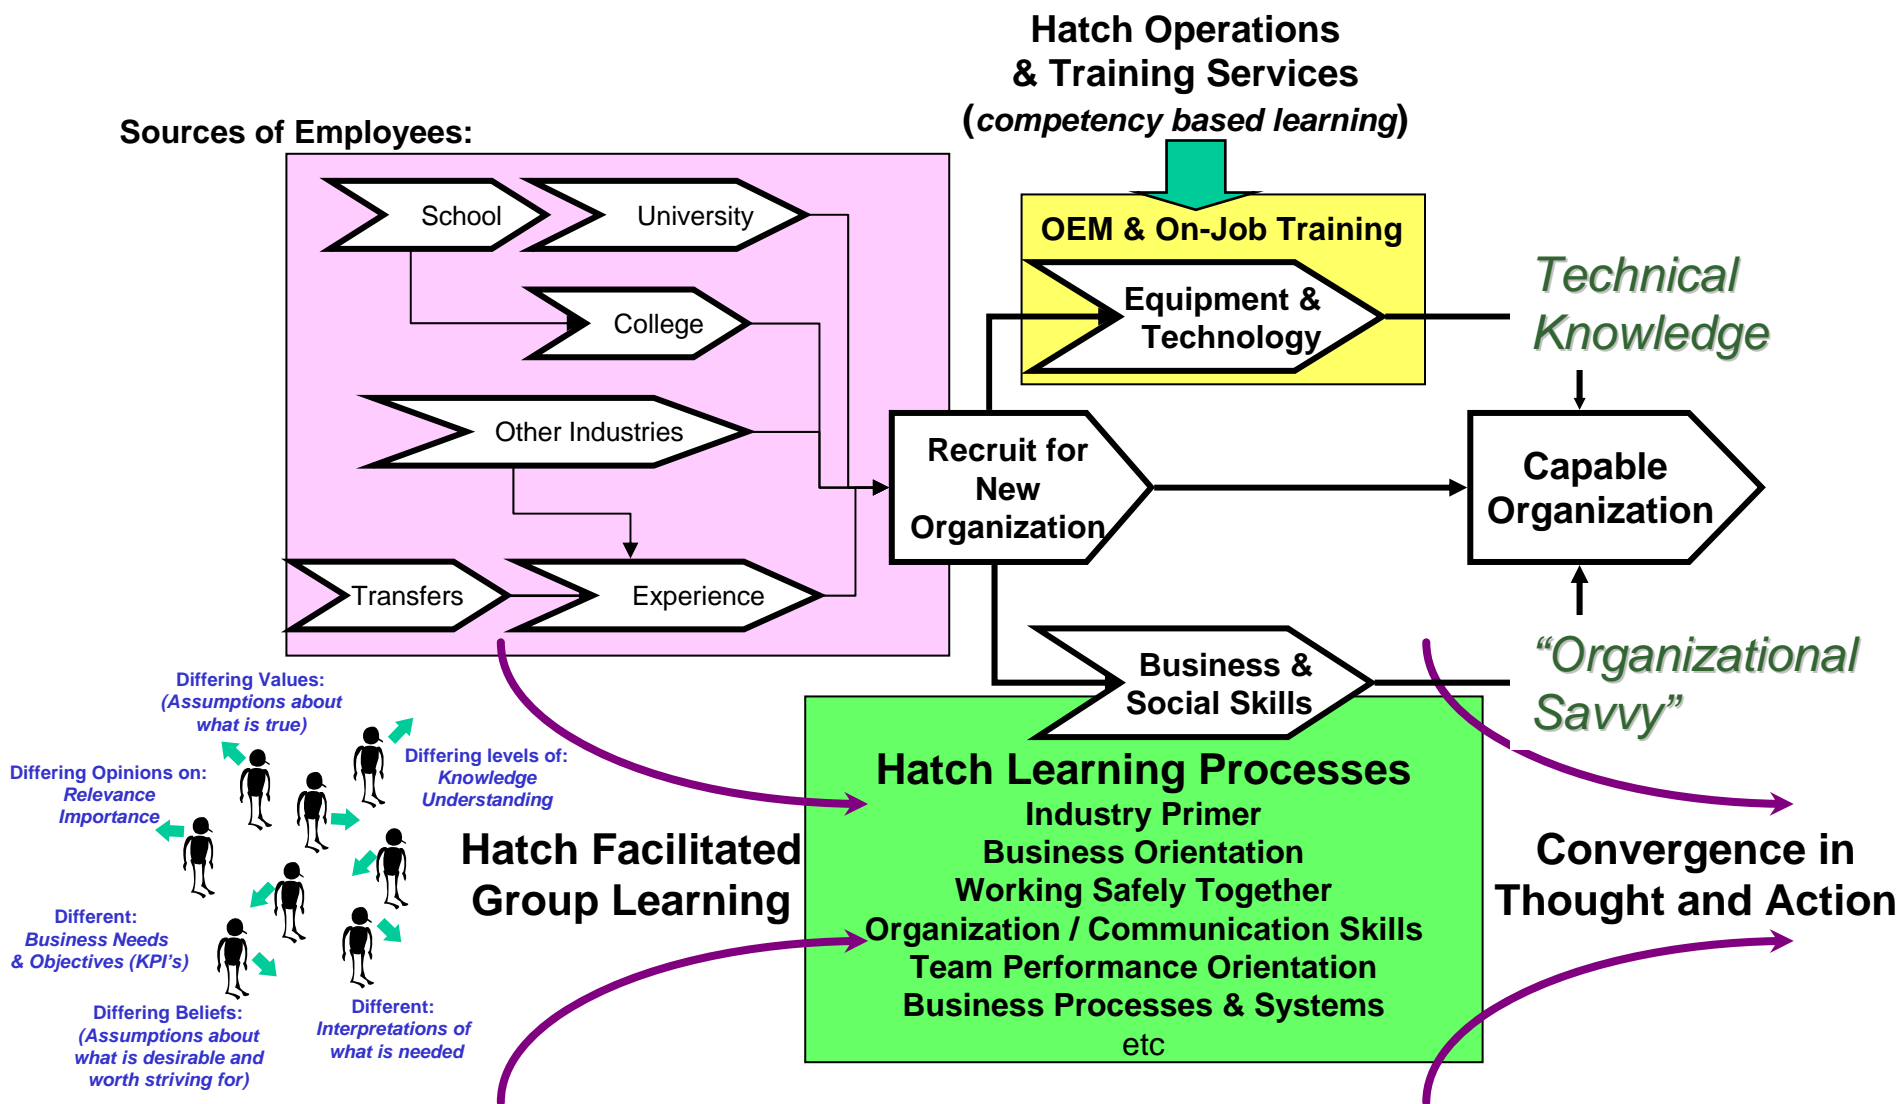 Hatch Operations
& Training Services
(competency based learning)
Sources of Employees:
School
University
College
Other Industries
Transfers
Experience
OEM & On-Job Training
Equipment &
Technology
Technical
Knowledge
Recruit for
New
Organization
Capable
Organization
Business &
Social Skills
“Organizational
Savvy”
Differing Values:
(Assumptions about
what is true)
Differing levels of:
Knowledge
Understanding
Differing Opinions on:
Relevance
Importance
Different:
Business Needs
& Objectives (KPI's)
Differing Beliefs:
(Assumptions about
what is desirable and
worth striving for)
Different:
Interpretations of
what is needed
Hatch Facilitated
Group Learning
Hatch Learning Processes
Industry Primer
Business Orientation
Working Safely Together
Organization / Communication Skills
Team Performance Orientation
Business Processes & Systems
etc
Convergence in
Thought and Action